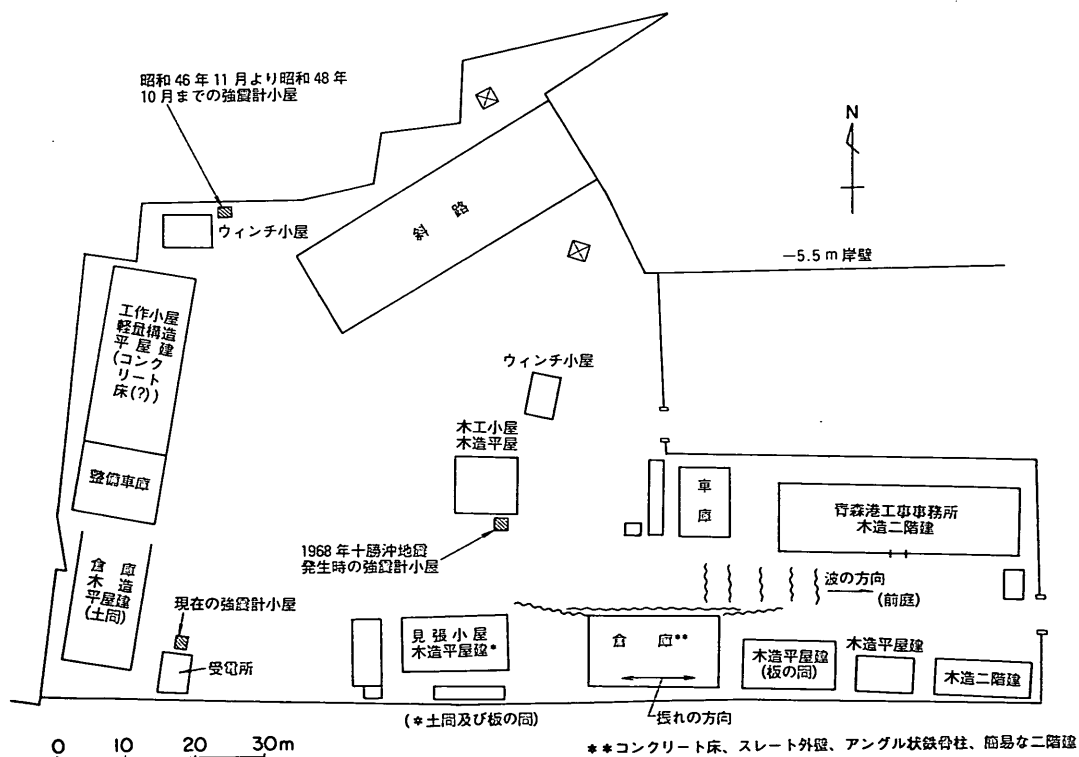 昭和46年11月より昭和48年
10月までの強震計小屋
N
ウィンチ小屋
斜路
−5.5m岸壁
工作小屋
軽量構造
平屋建
(コンク
リート
床(?))
ウィンチ小屋
木工小屋
木造平屋
整備車庫
車庫
青森港工事事務所
木造二階建
1968年十勝沖地震
発生時の強震計小屋
倉庫
木造
平屋建
(土間)
波の方向
(前庭)
現在の強震計小屋
見張小屋
木造平屋建*
倉庫**
木造平屋建
(板の間)
木造平屋建
木造二階建
受電所
(*土間及び板の間)
振れの方向
0 10 20 30m
**コンクリート床、スレート外壁、アングル状鉄骨柱、簡易な二階建